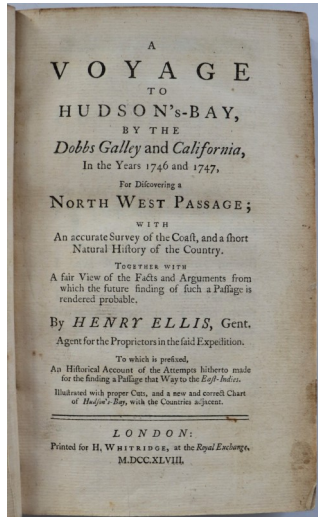 A
VOYAGE
TO
HUDSON's-BAY,
BY THE
Dobbs Galley and California,
In the Years 1746 and 1747,
For Diſcovering a
NORTH WEST PASSAGE;
WITH
An accurate Survey of the Coaſt, and a ſhort
Natural Hiſtory of the Country.
TOGETHER WITH
A fair View of the Facts and Arguments from
which the future finding of ſuch a Paſſage is
rendered probable.
By HENRY ELLIS, Gent.
Agent for the Proprietors in the ſaid Expedition.
To which is prefixed,
An Hiſtorical Account of the Attempts hitherto made
for the finding a Paſſage that Way to the Eaſt-Indies.
Illuſtrated with proper Cuts, and a new and correct Chart
of Hudſon's-Bay, with the Countries adjacent.
LONDON:
Printed for H. WHITRIDGE, at the Royal Exchange.
M.DCC.XLVIII.